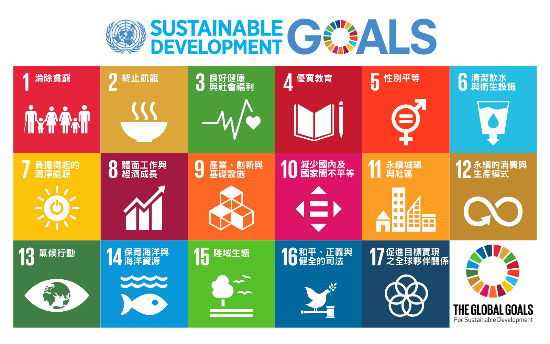 SUSTAINABLE
DEVELOPMENT
GOALS
1 消除貧窮
2 終止飢餓
3 良好健康
與社會福利
4 優質教育
5 性別平等
6 清潔飲水
與衛生設施
7 負擔得起的
潔淨能源
8 體面工作與
經濟成長
9 產業、創新與
基礎設施
10 減少國內及
國家間不平等
11 永續城鎮
與社區
12 永續的消費與
生產模式
13 氣候行動
14 保育海洋與
海洋資源
15 陸域生態
16 和平、正義與
健全的司法
17 促進目標實現
之全球夥伴關係
THE GLOBAL GOALS
For Sustainable Development